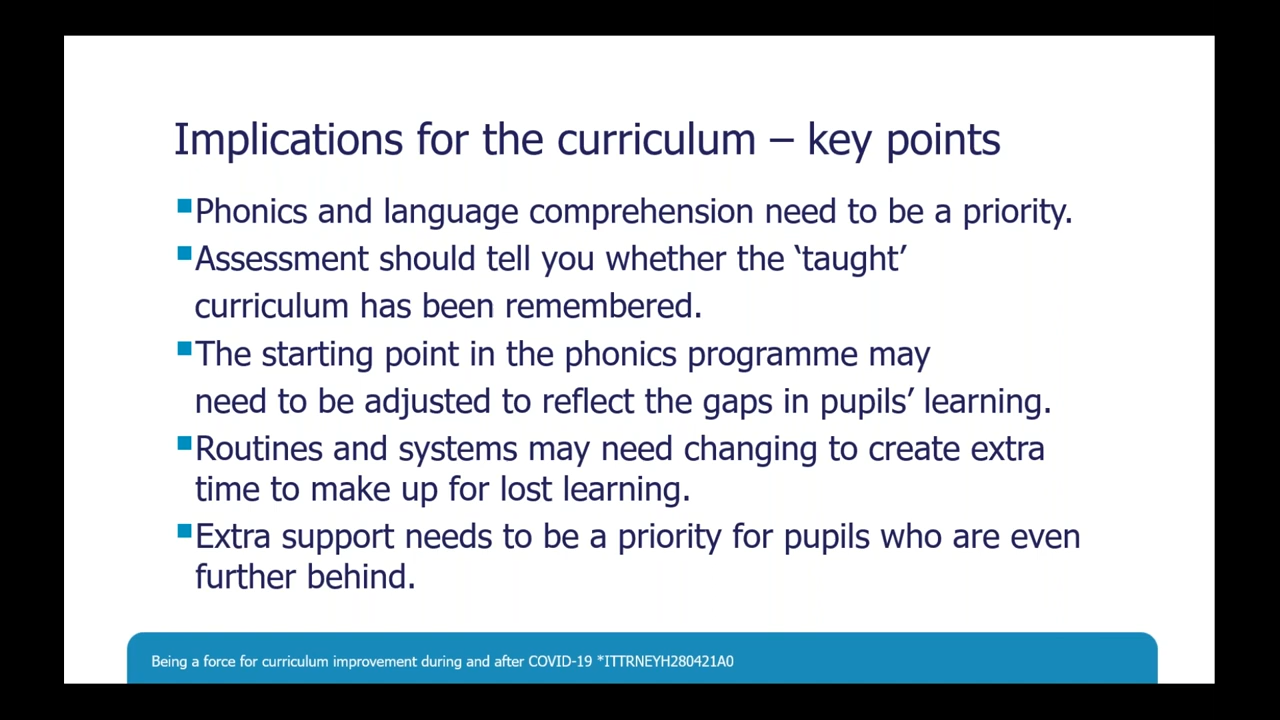 Implications for the curriculum – key points
▪Phonics and language comprehension need to be a priority.
▪Assessment should tell you whether the ‘taught’
curriculum has been remembered.
▪The starting point in the phonics programme may
need to be adjusted to reflect the gaps in pupils’ learning.
▪Routines and systems may need changing to create extra
time to make up for lost learning.
▪Extra support needs to be a priority for pupils who are even
further behind.
Being a force for curriculum improvement during and after COVID-19 *ITTRNEYH280421A0